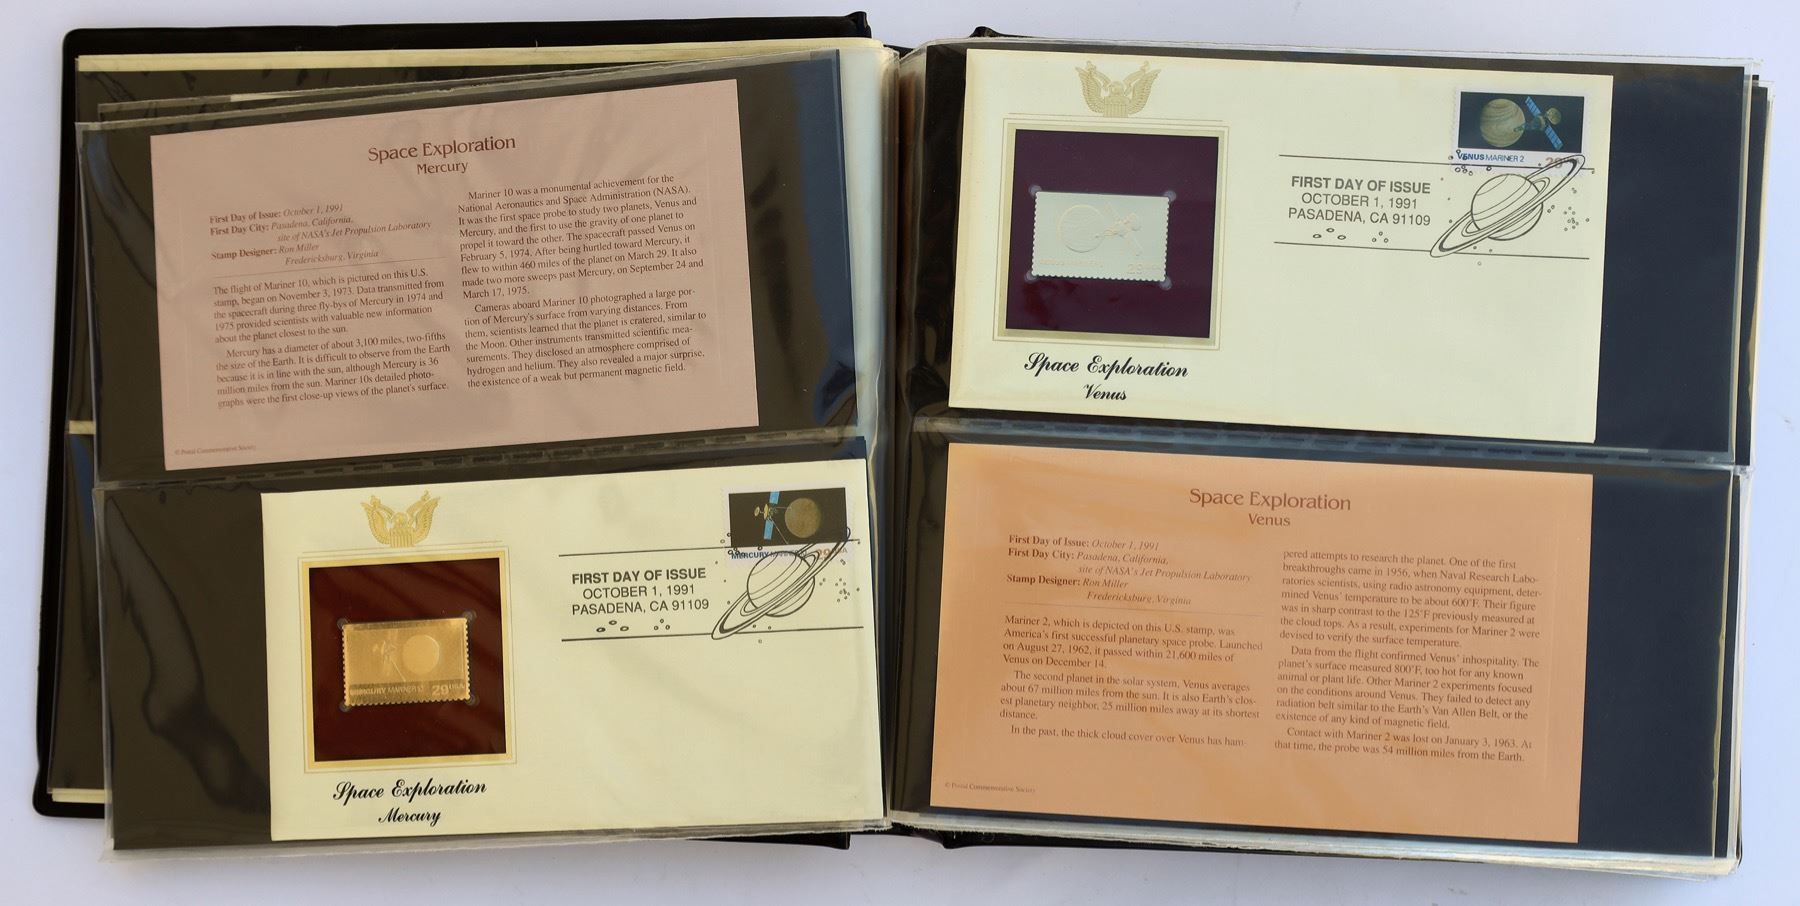 Space Exploration
Mercury
First Day of Issue: October 1, 1991
First Day City: Pasadena, California,
site of NASA's Jet Propulsion Laboratory
Stamp Designer: Ron Miller
Fredericksburg, Virginia
The flight of Mariner 10, which is pictured on this U.S.
stamp, began on November 3, 1973. Data transmitted from
the spacecraft during three fly-bys of Mercury in 1974 and
1975 provided scientists with valuable new information
about the planet closest to the sun.
Mercury has a diameter of about 3,100 miles, two-fifths
the size of the Earth. It is difficult to observe from the Earth
because it is in line with the sun, although Mercury is 36
million miles from the sun. Mariner 10s detailed photo-
graphs were the first close-up views of the planet's surface.
Mariner 10 was a monumental achievement for the
National Aeronautics and Space Administration (NASA).
It was the first space probe to study two planets, Venus and
Mercury, and the first to use the gravity of one planet to
propel it toward the other. The spacecraft passed Venus on
February 5, 1974. After being hurtled toward Mercury, it
flew to within 460 miles of the planet on March 29. It also
made two more sweeps past Mercury, on September 24 and
March 17, 1975.
Cameras aboard Mariner 10 photographed a large por-
tion of Mercury's surface from varying distances. From
them, scientists learned that the planet is cratered, similar to
the Moon. Other instruments transmitted scientific mea-
surements. They disclosed an atmosphere comprised of
hydrogen and helium. They also revealed a major surprise,
the existence of a weak but permanent magnetic field.
© Postal Commemorative Society
MERCURY MARINER 10 29 USA
FIRST DAY OF ISSUE
OCTOBER 1, 1991
PASADENA, CA 91109
MERCURY MARINER 10 29 USA
Space Exploration
Mercury
VENUS MARINER 2 29 USA
FIRST DAY OF ISSUE
OCTOBER 1, 1991
PASADENA, CA 91109
29 USA
Space Exploration
Venus
Space Exploration
Venus
First Day of Issue: October 1, 1991
First Day City: Pasadena, California,
site of NASA's Jet Propulsion Laboratory
Stamp Designer: Ron Miller
Fredericksburg, Virginia
Mariner 2, which is depicted on this U.S. stamp, was
America's first successful planetary space probe. Launched
on August 27, 1962, it passed within 21,600 miles of
Venus on December 14.
The second planet in the solar system, Venus averages
about 67 million miles from the sun. It is also Earth's clos-
est planetary neighbor, 25 million miles away at its shortest
distance.
In the past, the thick cloud cover over Venus has ham-
pered attempts to research the planet. One of the first
breakthroughs came in 1956, when Naval Research Labo-
ratories scientists, using radio astronomy equipment, deter-
mined Venus' temperature to be about 600°F. Their figure
was in sharp contrast to the 125°F previously measured at
the cloud tops. As a result, experiments for Mariner 2 were
devised to verify the surface temperature.
Data from the flight confirmed Venus' inhospitality. The
planet's surface measured 800°F, too hot for any known
animal or plant life. Other Mariner 2 experiments focused
on the conditions around Venus. They failed to detect any
radiation belt similar to the Earth's Van Allen Belt, or the
existence of any kind of magnetic field.
Contact with Mariner 2 was lost on January 3, 1963. At
that time, the probe was 54 million miles from the Earth.
© Postal Commemorative Society